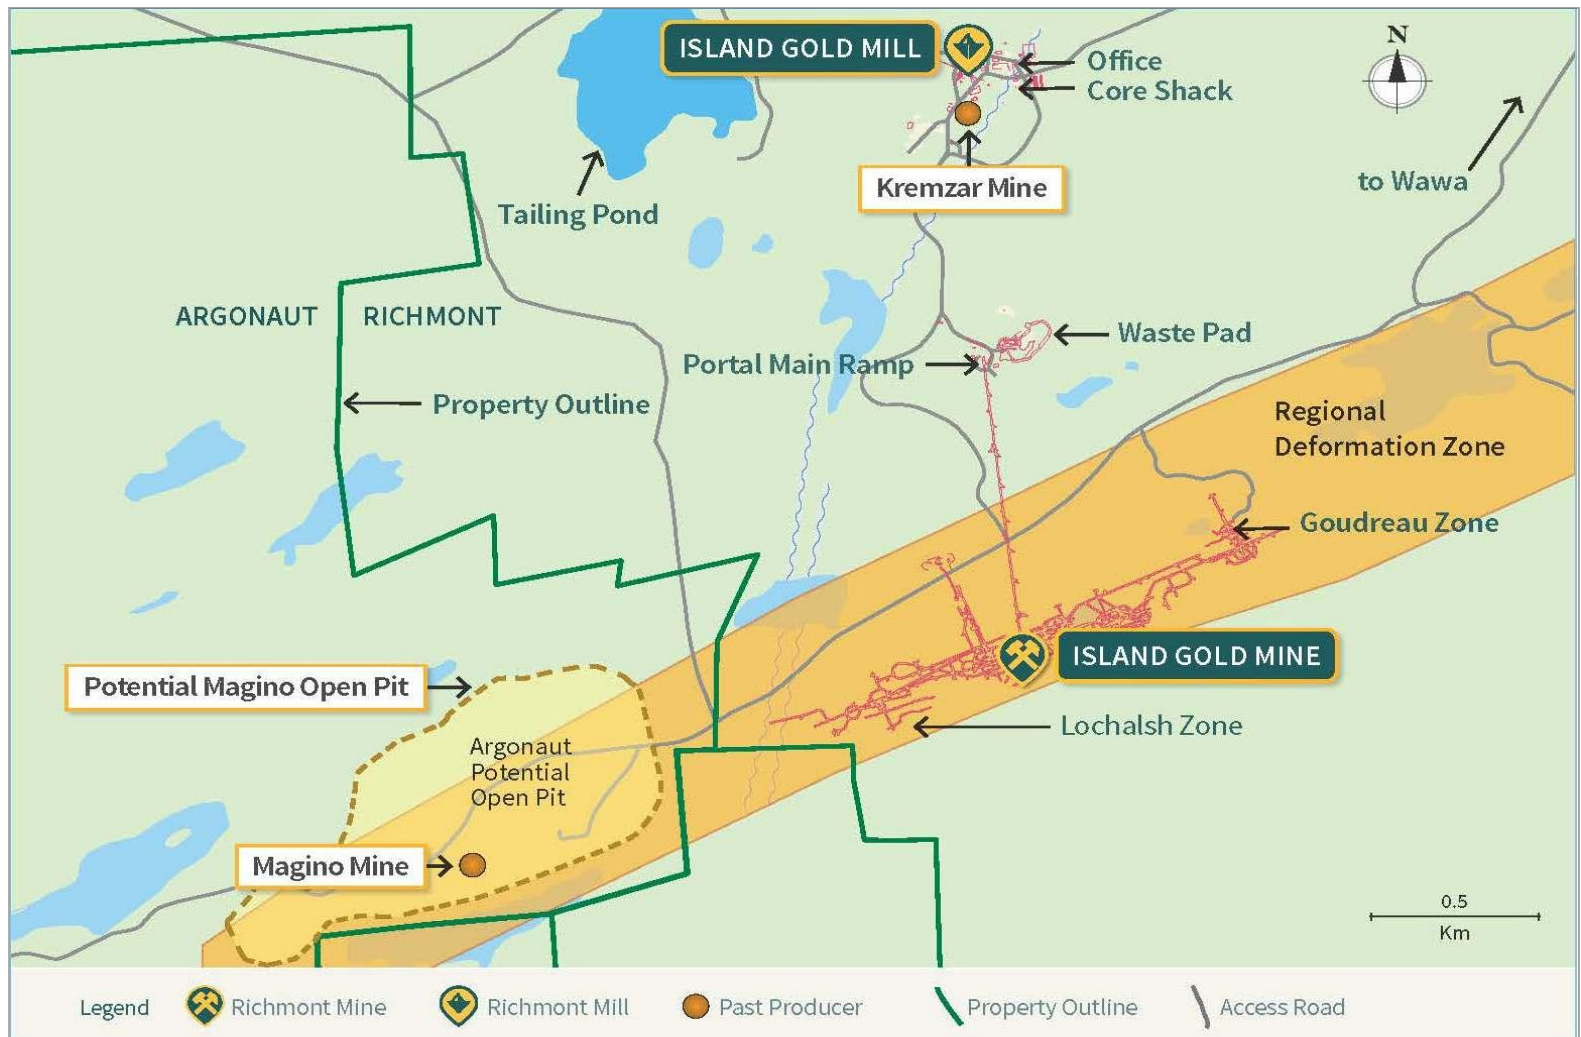 ISLAND GOLD MILL
Office
Core Shack
N
Kremzar Mine
to Wawa
Tailing Pond
ARGONAUT
RICHMONT
Waste Pad
Portal Main Ramp
Property Outline
Regional
Deformation Zone
Goudreau Zone
ISLAND GOLD MINE
Potential Magino Open Pit
Lochalsh Zone
Argonaut
Potential
Open Pit
Magino Mine
0.5
Km
Legend
Richmont Mine
Richmont Mill
Past Producer
Property Outline
Access Road